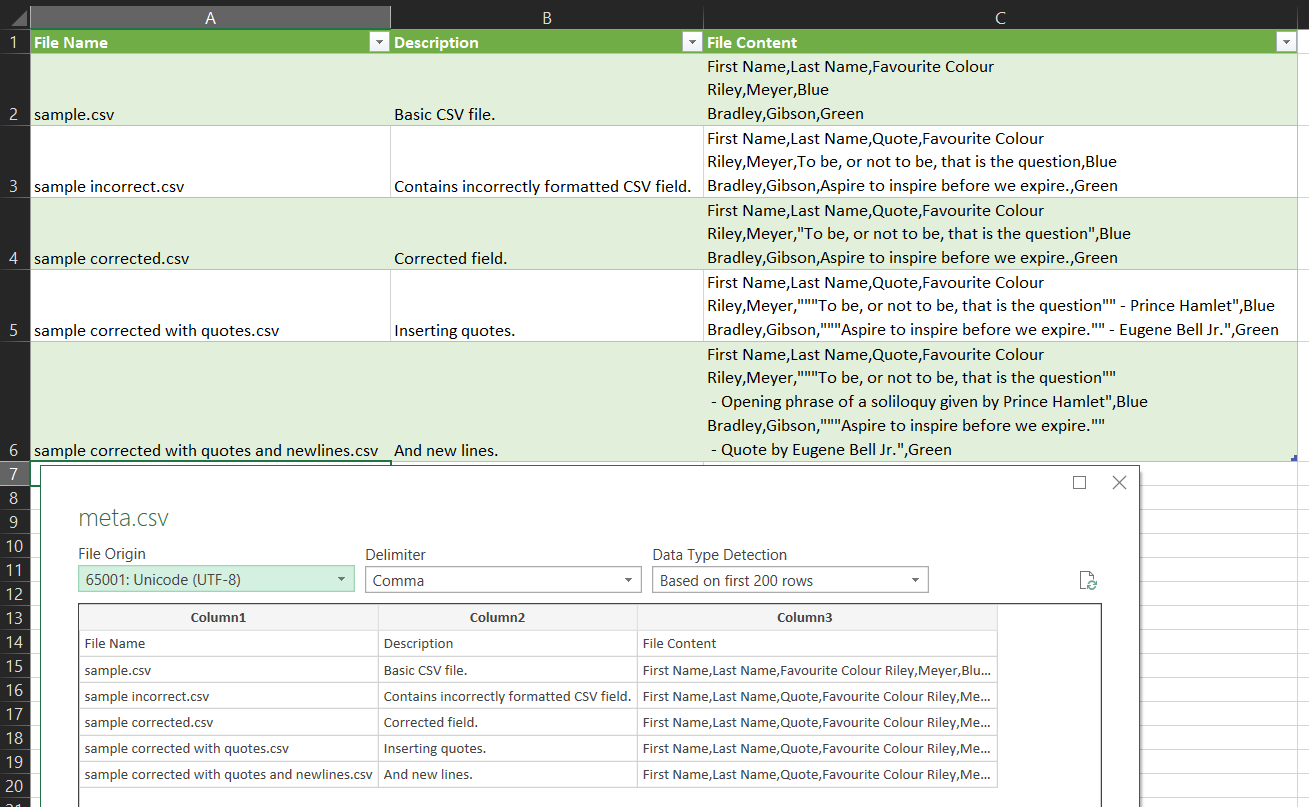 A B C
1 File Name Description File Content
First Name,Last Name,Favourite Colour
Riley,Meyer,Blue
2 sample.csv Basic CSV file. Bradley,Gibson,Green
First Name,Last Name,Quote,Favourite Colour
Riley,Meyer,To be, or not to be, that is the question,Blue
3 sample incorrect.csv Contains incorrectly formatted CSV field. Bradley,Gibson,Aspire to inspire before we expire.,Green
First Name,Last Name,Quote,Favourite Colour
Riley,Meyer,"To be, or not to be, that is the question",Blue
4 sample corrected.csv Corrected field. Bradley,Gibson,Aspire to inspire before we expire.,Green
First Name,Last Name,Quote,Favourite Colour
Riley,Meyer,"""To be, or not to be, that is the question"" - Prince Hamlet",Blue
5 sample corrected with quotes.csv Inserting quotes. Bradley,Gibson,"""Aspire to inspire before we expire."" - Eugene Bell Jr.",Green
First Name,Last Name,Quote,Favourite Colour
Riley,Meyer,"""To be, or not to be, that is the question""
- Opening phrase of a soliloquy given by Prince Hamlet",Blue
Bradley,Gibson,"""Aspire to inspire before we expire.""
6 sample corrected with quotes and newlines.csv And new lines. - Quote by Eugene Bell Jr.",Green
7
8
9 meta.csv
10 File Origin Delimiter Data Type Detection
11 65001: Unicode (UTF-8) Comma Based on first 200 rows
12
13 Column1 Column2 Column3
14 File Name Description File Content
15 sample.csv Basic CSV file. First Name,Last Name,Favourite Colour Riley,Meyer,Blu...
16 sample incorrect.csv Contains incorrectly formatted CSV field. First Name,Last Name,Quote,Favourite Colour Riley,Me...
17 sample corrected.csv Corrected field. First Name,Last Name,Quote,Favourite Colour Riley,Me...
18 sample corrected with quotes.csv Inserting quotes. First Name,Last Name,Quote,Favourite Colour Riley,Me...
19 sample corrected with quotes and newlines.csv And new lines. First Name,Last Name,Quote,Favourite Colour Riley,Me...
20